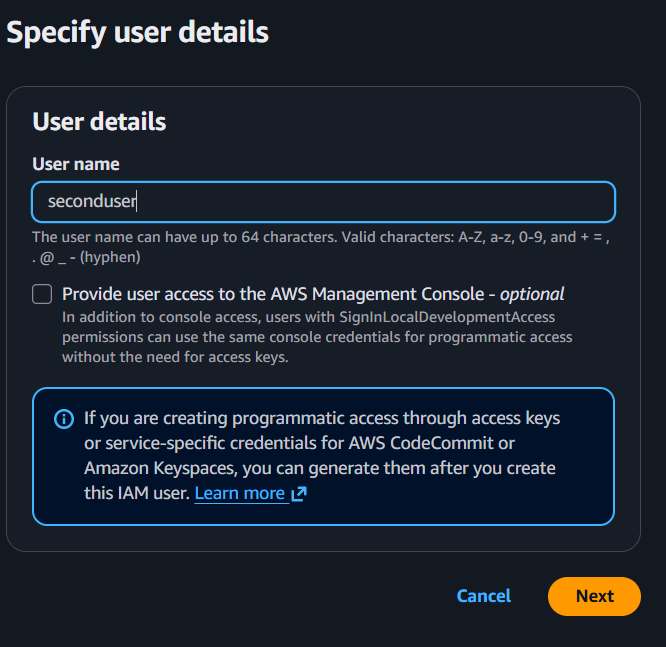 Specify user details
User details
User name
seconduser
The user name can have up to 64 characters. Valid characters: A-Z, a-z, 0-9, and + = ,
. @ _ - (hyphen)
Provide user access to the AWS Management Console - optional
In addition to console access, users with SignInLocalDevelopmentAccess
permissions can use the same console credentials for programmatic access
without the need for access keys.
If you are creating programmatic access through access keys
or service-specific credentials for AWS CodeCommit or
Amazon Keyspaces, you can generate them after you create
this IAM user. Learn more
Cancel
Next